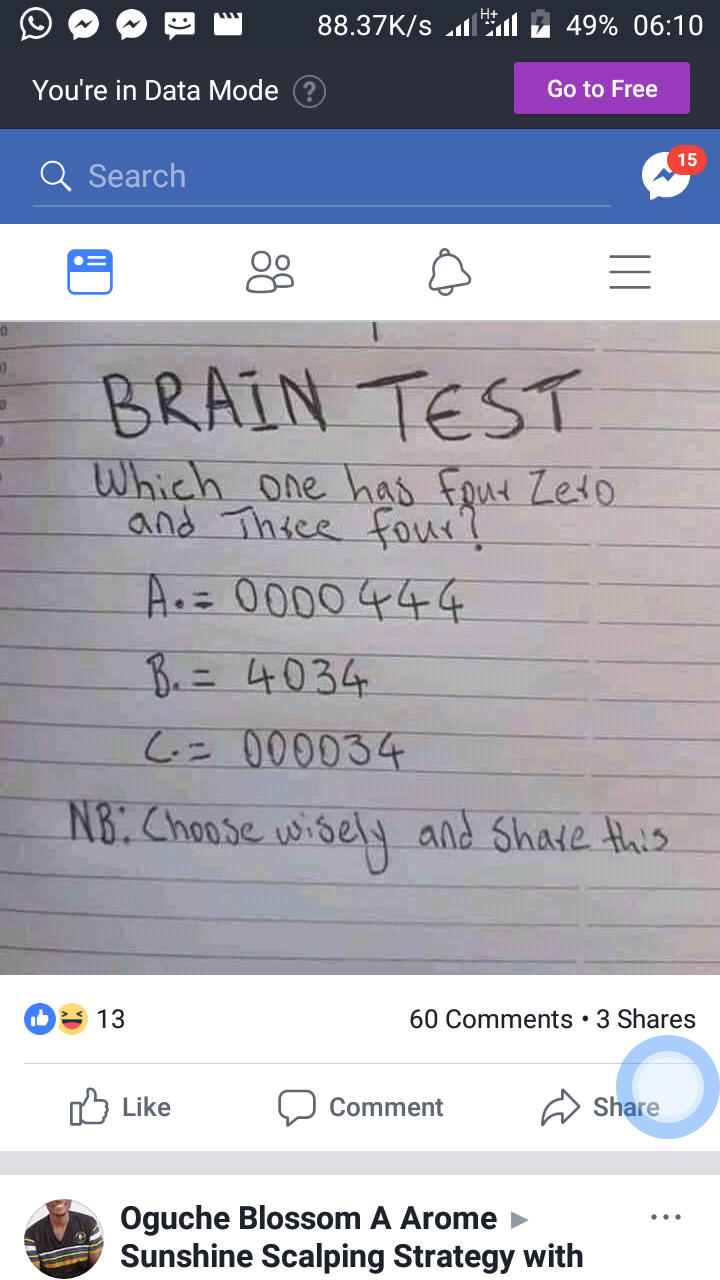 88.37K/s H+ 49% 06:10
You're in Data Mode ? Go to Free
Search 15
BRAIN TEST
Which one has Four Zero
and Three four?
A.= 0000444
B.= 4034
C.= 000034
NB: Choose wisely and Share this
13 60 Comments • 3 Shares
Like Comment Share
Oguche Blossom A Arome ▶
Sunshine Scalping Strategy with